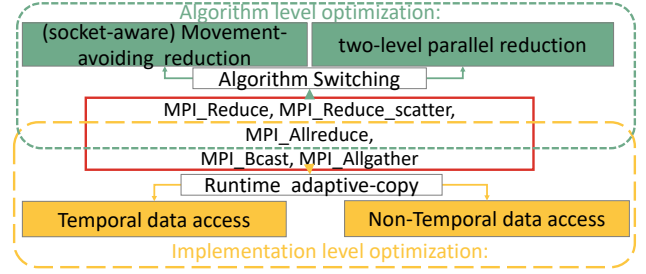 Algorithm level optimization:
(socket-aware) Movement-
avoiding reduction
two-level parallel reduction
Algorithm Switching
MPI_Reduce, MPI_Reduce_scatter,
MPI_Allreduce,
MPI_Bcast, MPI_Allgather
Runtime adaptive-copy
Temporal data access
Non-Temporal data access
Implementation level optimization: